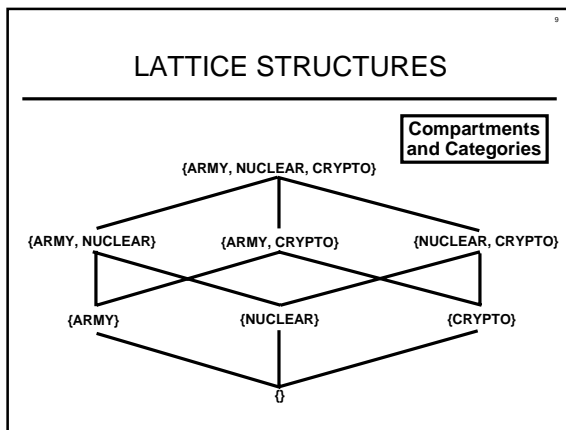 9
LATTICE STRUCTURES
Compartments
and Categories
{ARMY, NUCLEAR, CRYPTO}
{ARMY, NUCLEAR} {ARMY, CRYPTO} {NUCLEAR, CRYPTO}
{ARMY} {NUCLEAR} {CRYPTO}
{}